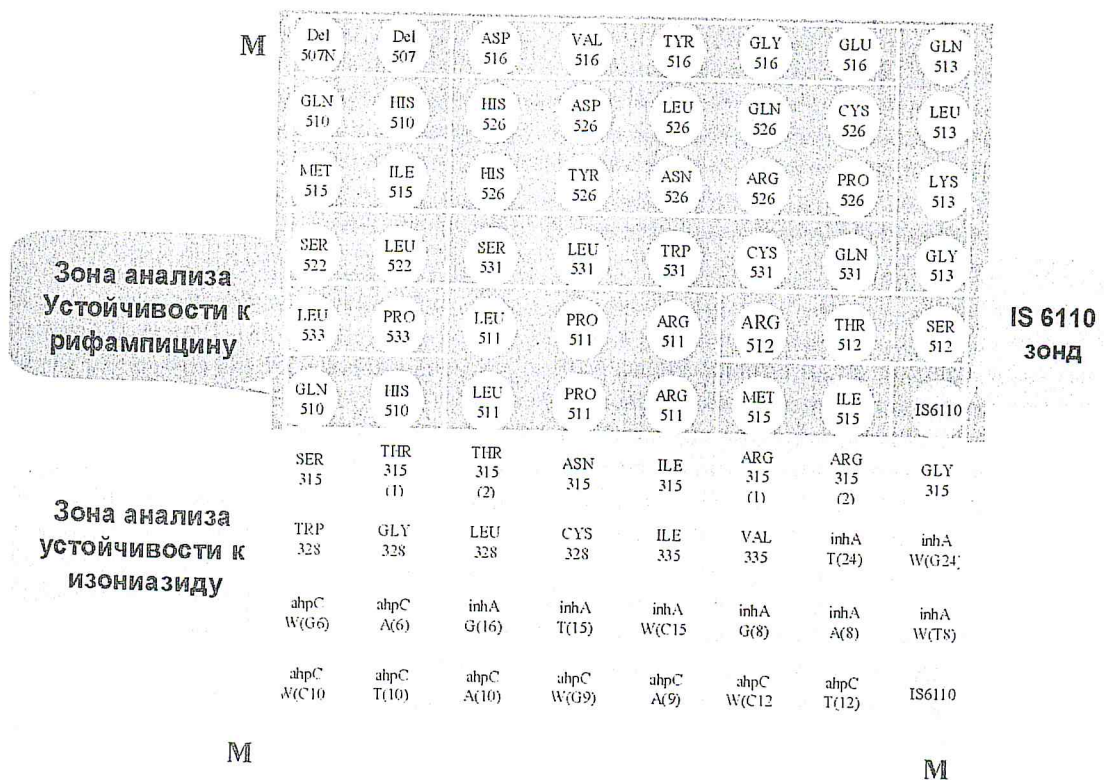 M
Del Del ASP VAL TYR GLY GLU GLN
507N 507 516 516 516 516 516 513
GLN HIS HIS ASP LEU GLN CYS LEU
510 510 526 526 526 526 526 513
MET ILE HIS TYR ASN ARG PRO LYS
515 515 526 526 526 526 526 513
SER LEU SER LEU TRP CYS GLN GLY
522 522 531 531 531 531 531 513
LEU PRO LEU PRO ARG ARG THR SER
533 533 511 511 511 512 512 512
GLN HIS LEU PRO ARG MET ILE IS6110
510 510 511 511 511 515 515
Зона анализа
Устойчивости к
рифампицину
IS 6110
зонд
SER THR THR ASN ILE ARG ARG GLY
315 315 315 315 315 315 315 315
(1) (2) (1) (2)
TRP GLY LEU CYS ILE VAL inhA inhA
328 328 328 328 335 335 T(24) W(G24)
ahpC ahpC inhA inhA inhA inhA inhA inhA
W(G6) A(6) G(16) T(15) W(C15 G(8) A(8) W(T8)
ahpC ahpC ahpC ahpC ahpC ahpC ahpC IS6110
W(C10 T(10) A(10) W(G9) A(9) W(C12 T(12)
Зона анализа
устойчивости к
изониазиду
M M